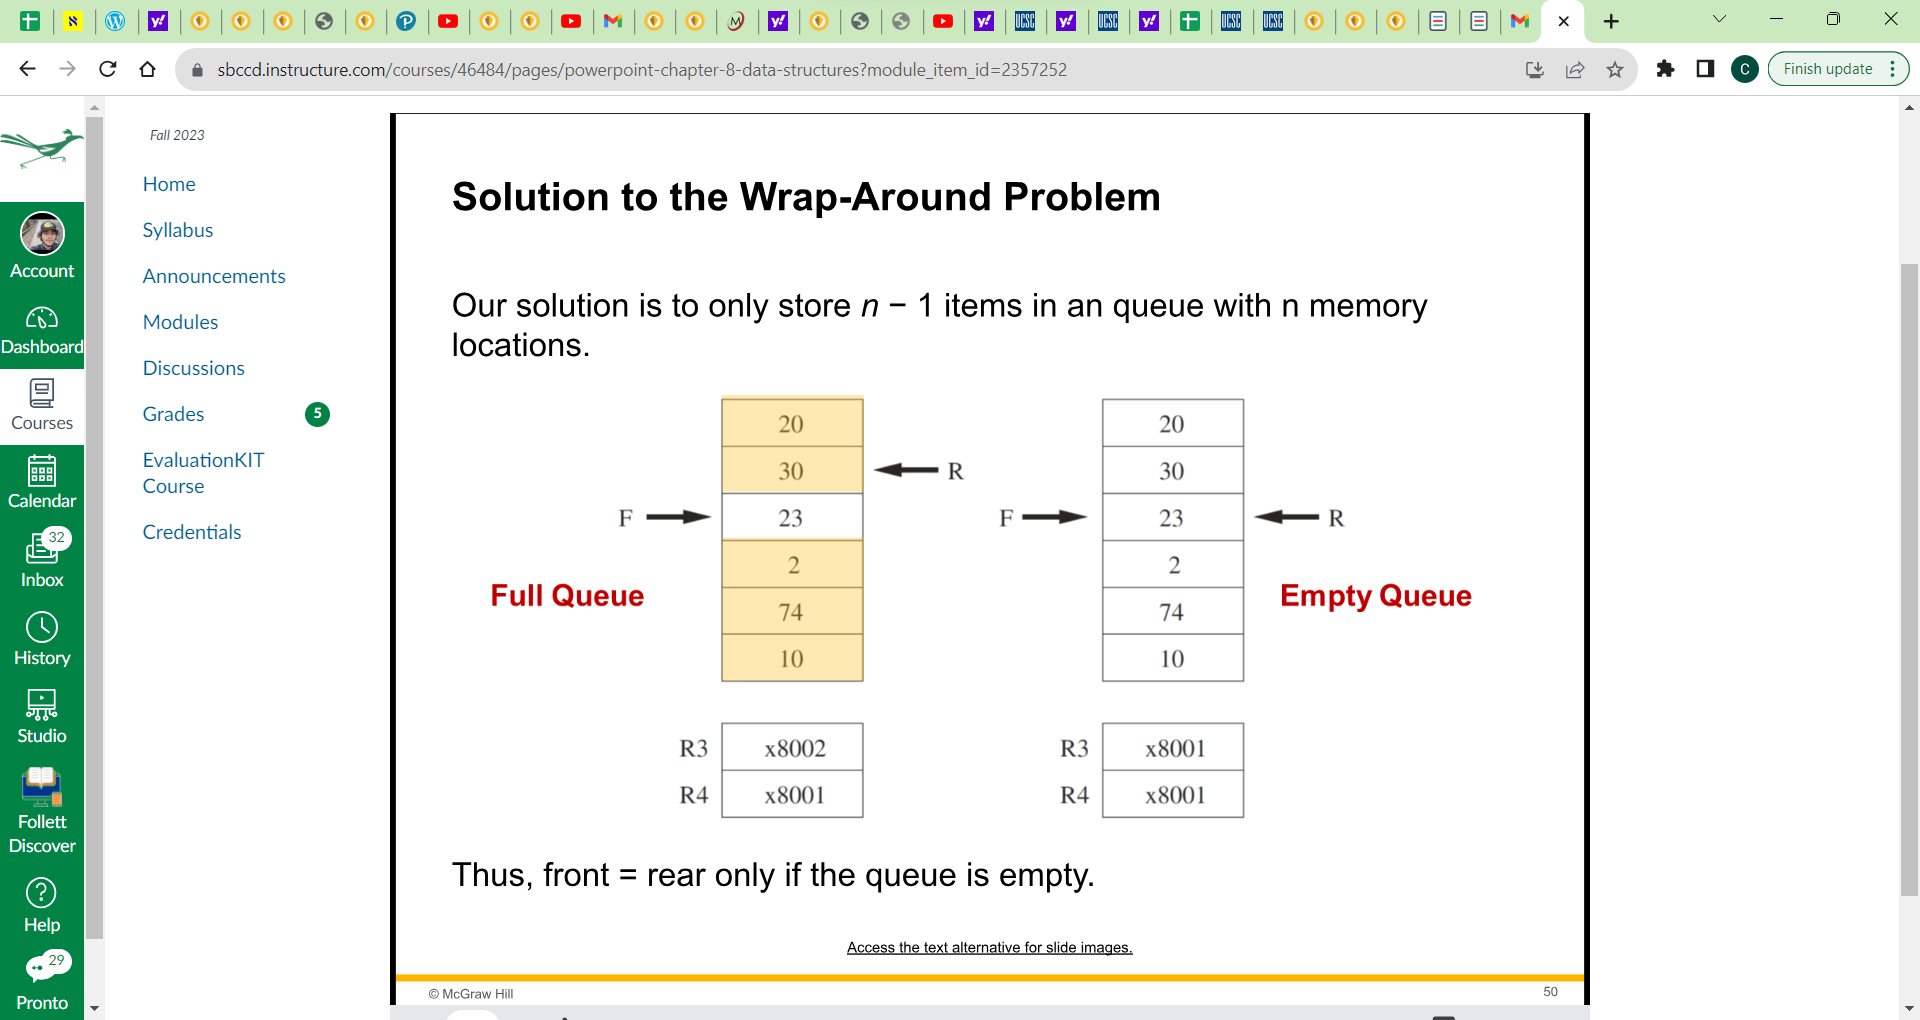 sbccd.instructure.com/courses/46484/pages/powerpoint-chapter-8-data-structures?module_item_id=2357252
C
Finish update
Account
Dashboard
Courses
Calendar
32
Inbox
History
Studio
Follett
Discover
Help
29
Pronto
Fall 2023
Home
Syllabus
Announcements
Modules
Discussions
Grades 5
EvaluationKIT
Course
Credentials
Solution to the Wrap-Around Problem
Our solution is to only store n − 1 items in an queue with n memory
locations.
20
30 R
F 23
2
74
10
Full Queue
R3 x8002
R4 x8001
20
30
F 23 R
2
74
10
Empty Queue
R3 x8001
R4 x8001
Thus, front = rear only if the queue is empty.
Access the text alternative for slide images.
© McGraw Hill
50